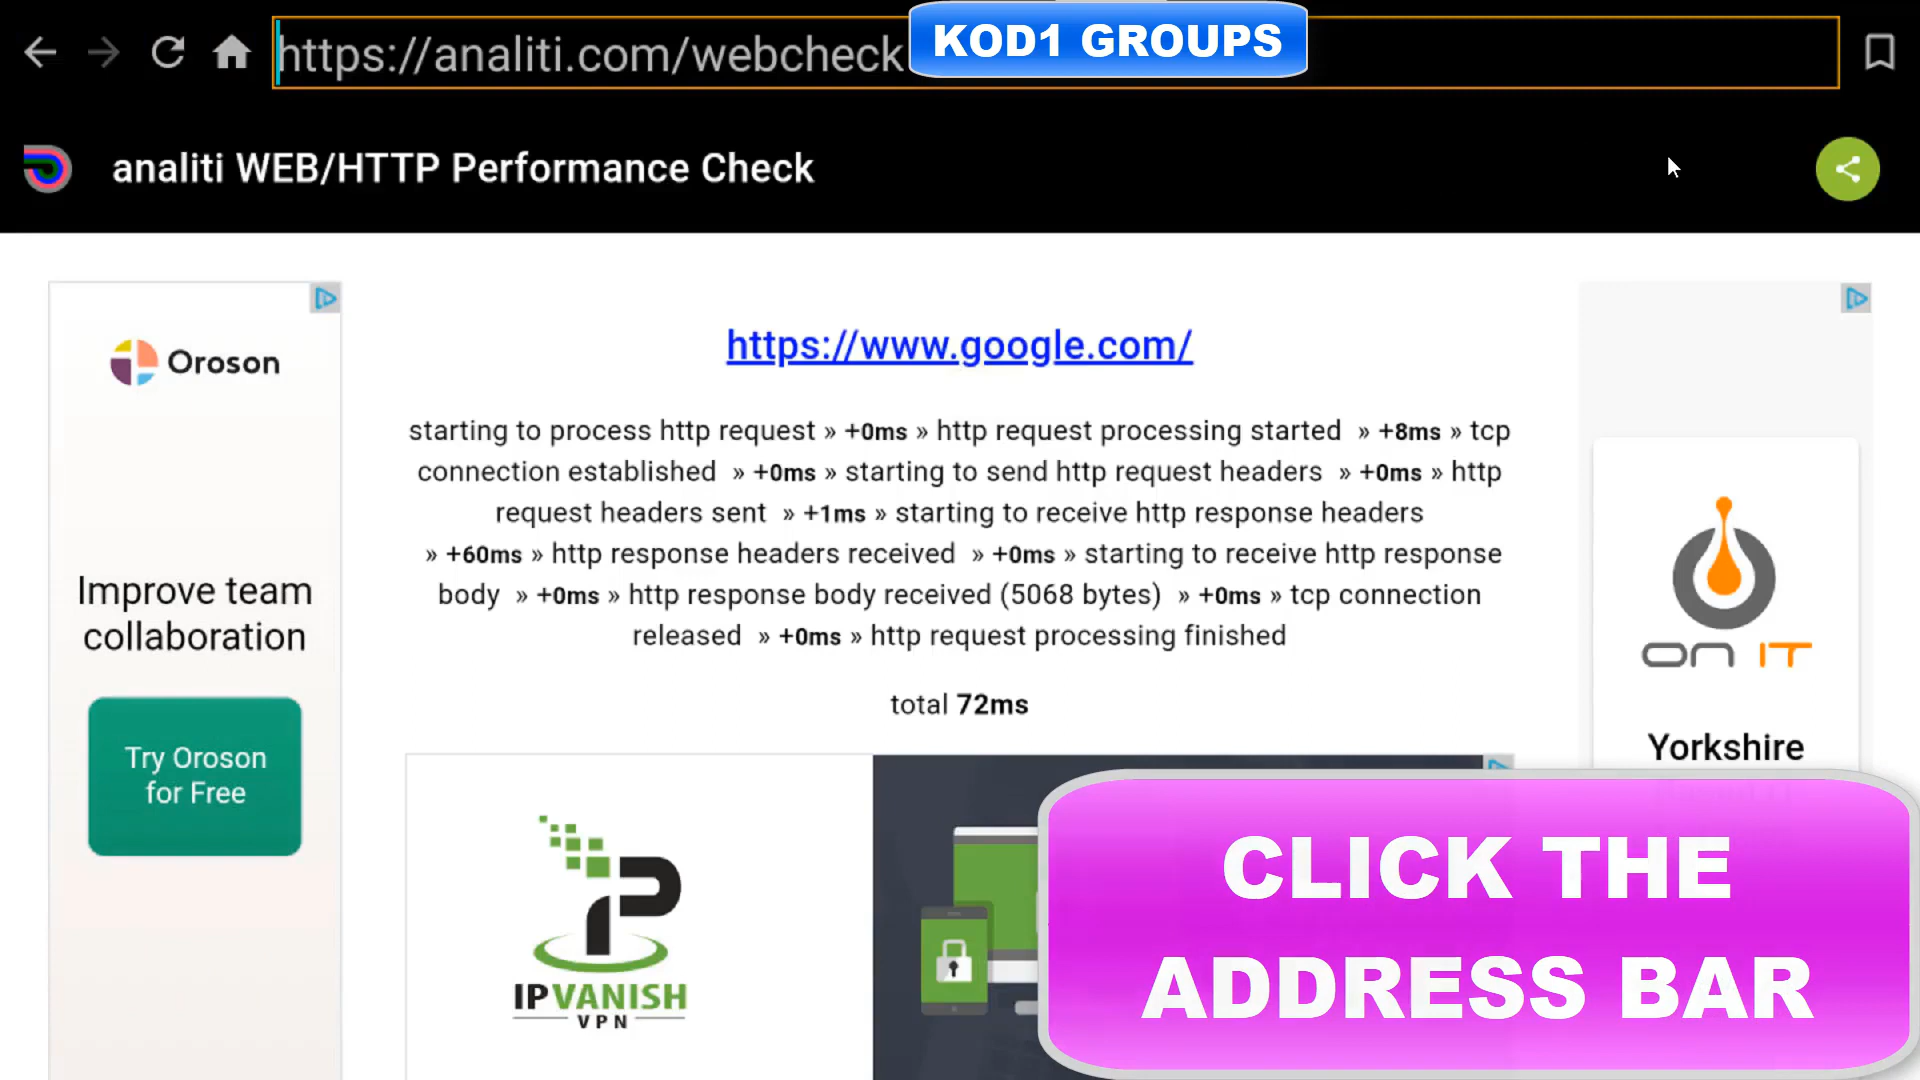 https://analiti.com/webcheck
KOD1 GROUPS
analiti WEB/HTTP Performance Check
Oroson
Improve team
collaboration
Try Oroson
for Free
https://www.google.com/
starting to process http request » +0ms » http request processing started » +8ms » tcp
connection established » +0ms » starting to send http request headers » +0ms » http
request headers sent » +1ms » starting to receive http response headers
» +60ms » http response headers received » +0ms » starting to receive http response
body » +0ms » http response body received (5068 bytes) » +0ms » tcp connection
released » +0ms » http request processing finished
total 72ms
ON IT
Yorkshire
IPVANISH
VPN
CLICK THE
ADDRESS BAR